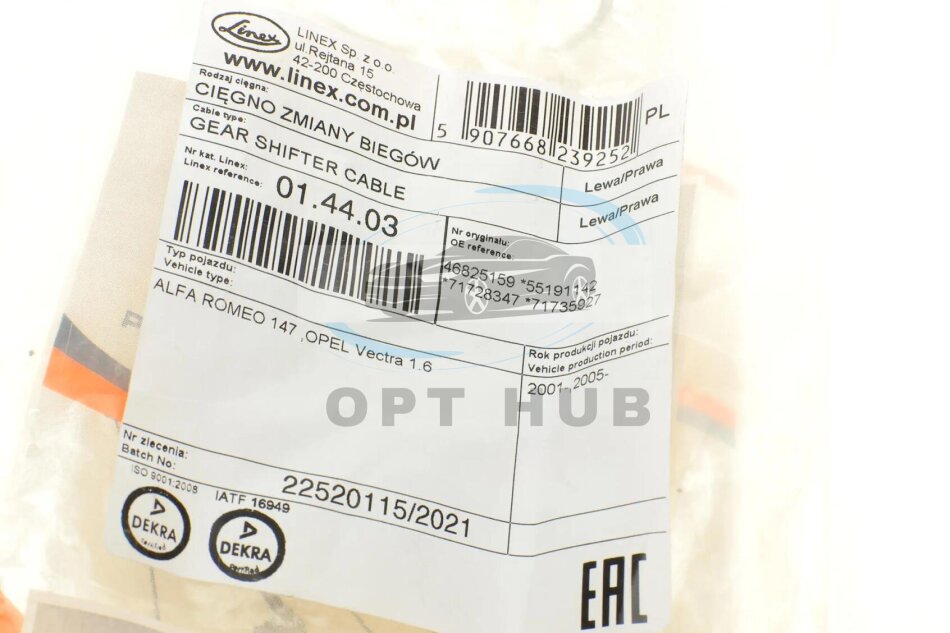 Linex
LINEX Sp. z o.o.
ul.Rejtana 15
42-200 Częstochowa
www.linex.com.pl
5 907668 239252
PL
Rodzaj cięgna:
CIĘGNO ZMIANY BIEGÓW
Lewa/Prawa
Cable type:
GEAR SHIFTER CABLE
Lewa/Prawa
Nr kat. Linex:
Linex reference:
01.44.03
Nr oryginału:
OE reference:
46825159 *55191142
*71728347 *71735927
Typ pojazdu:
Vehicle type:
ALFA ROMEO 147 ,OPEL Vectra 1.6
Rok produkcji pojazdu:
Vehicle production period:
2001-,2005-
OPT HUB
Nr zlecenia:
Batch No:
22520115/2021
ISO 9001:2008
IATF 16949
DEKRA
certified
DEKRA
certified
EAC